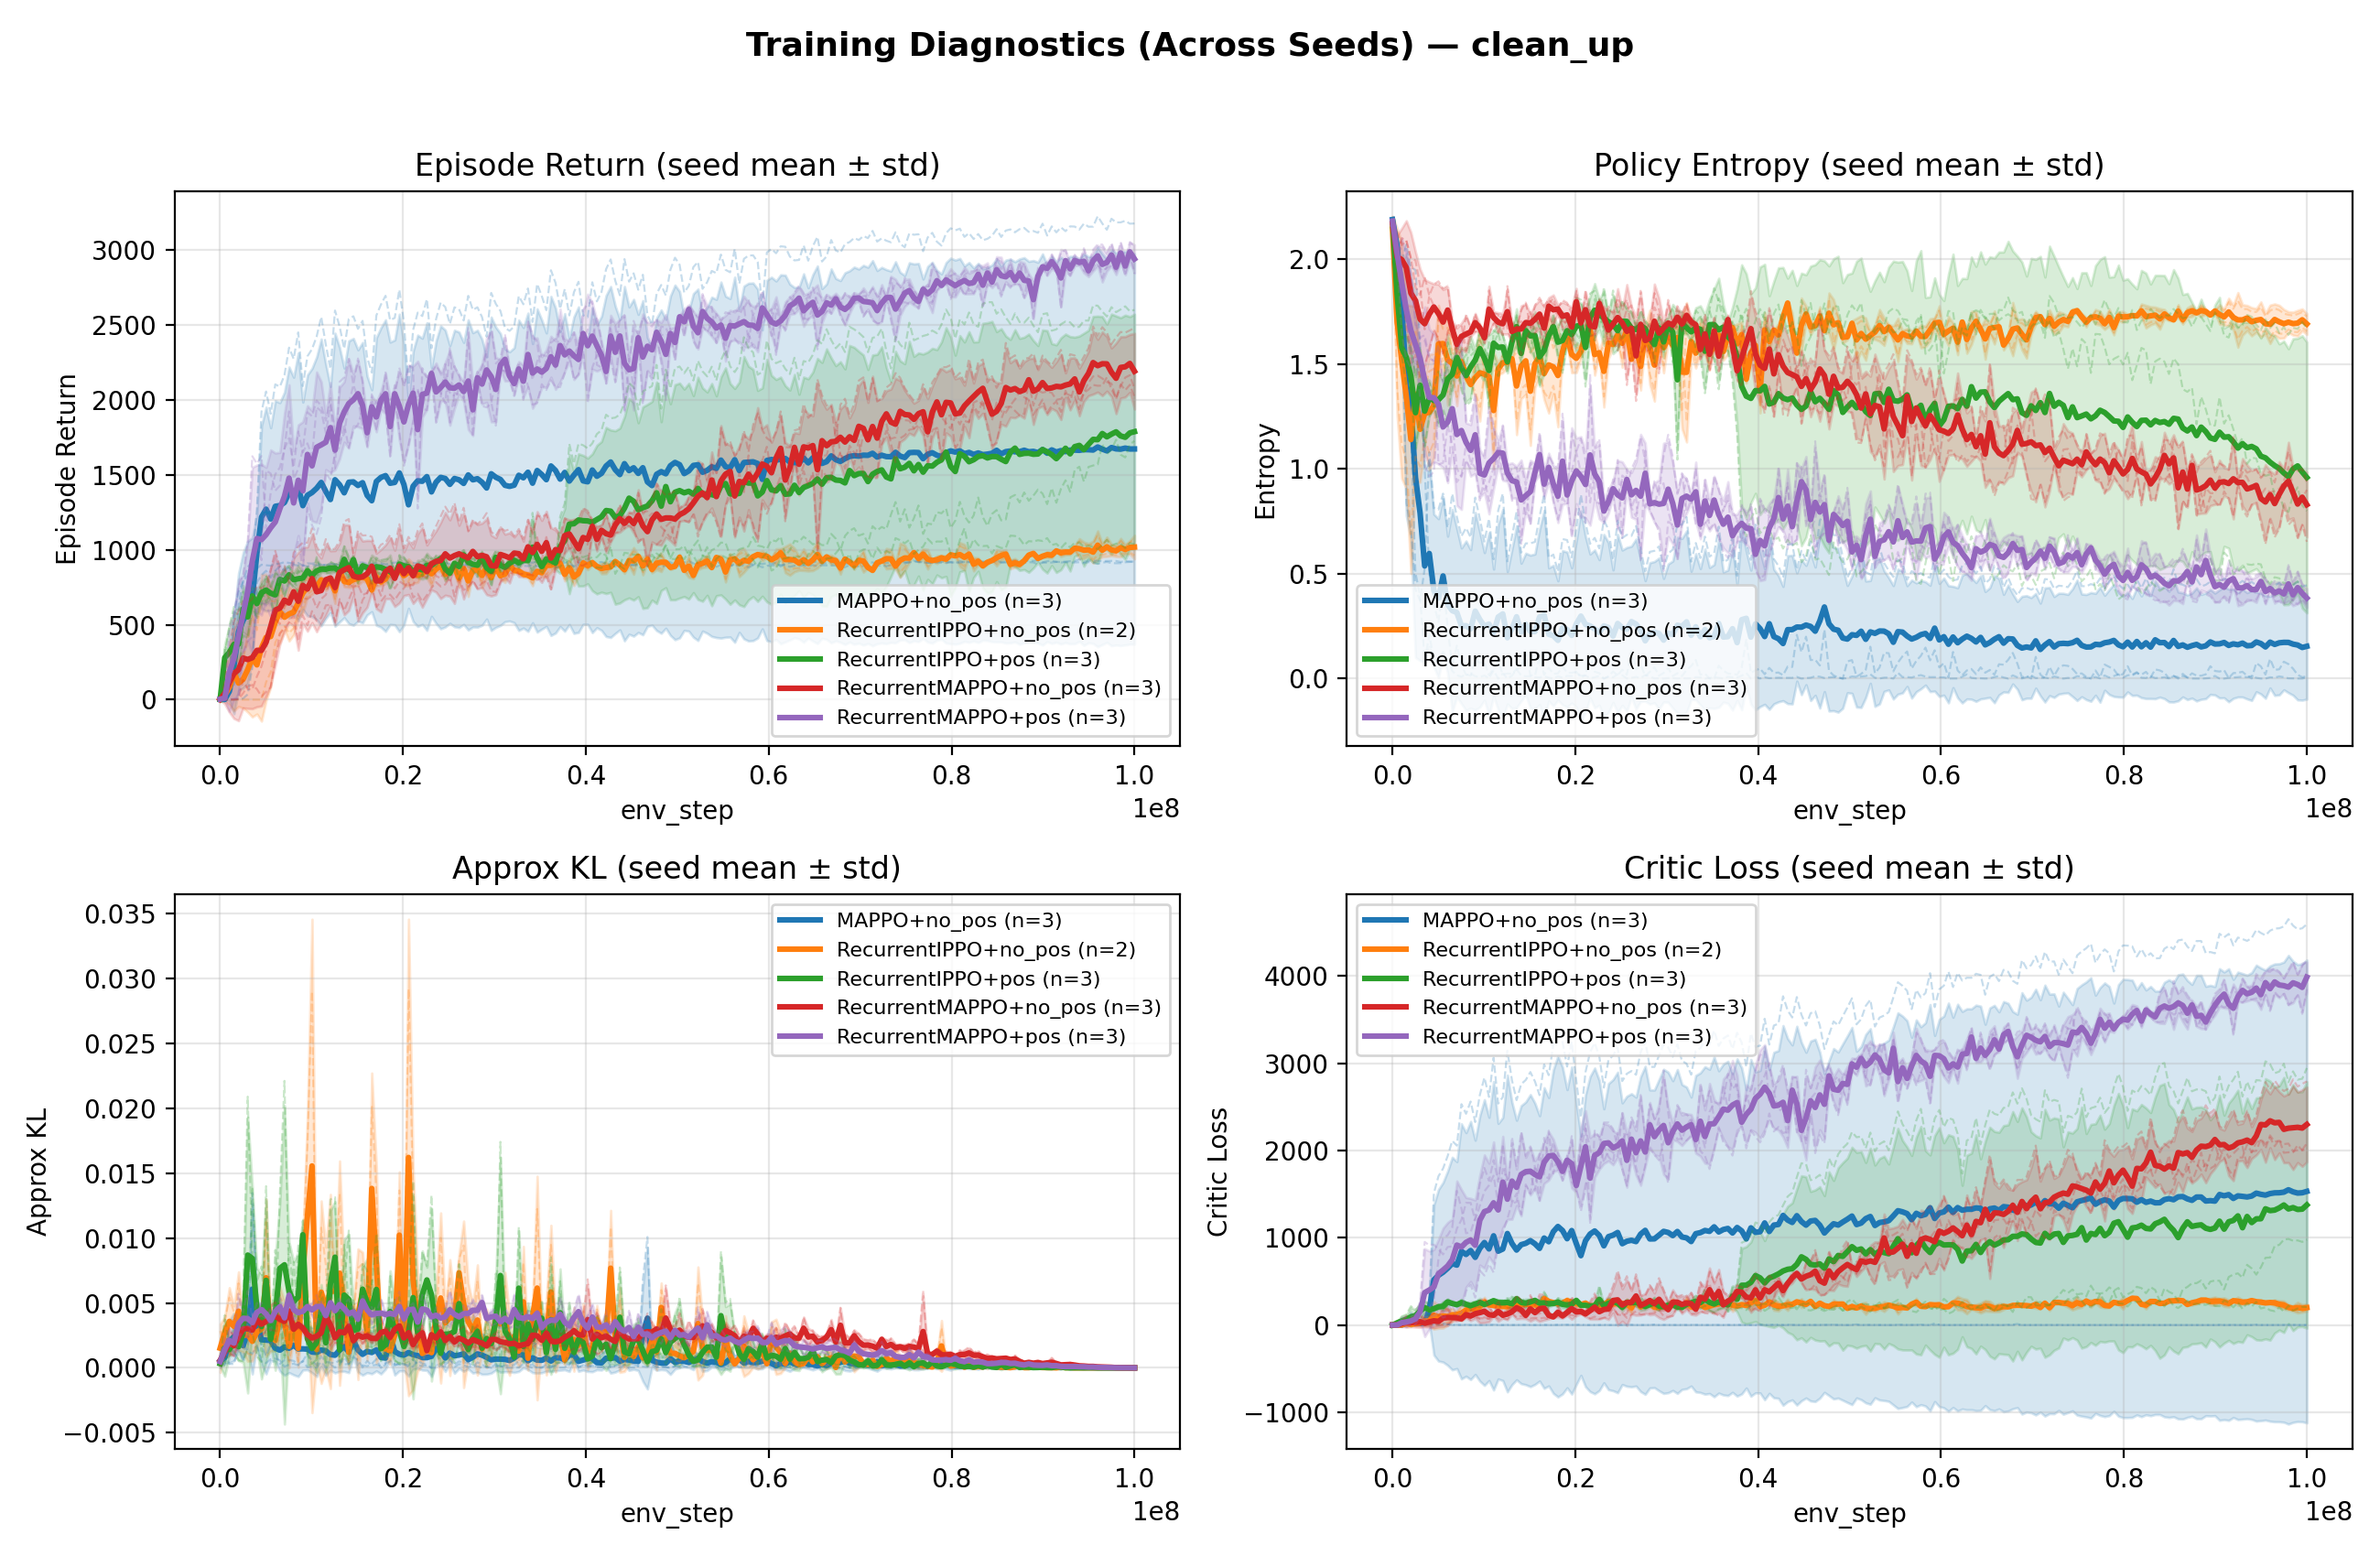 Training Diagnostics (Across Seeds) — clean_up
Episode Return (seed mean ± std)
Episode Return
3000
2500
2000
1500
1000
500
0
0.0 0.2 0.4 0.6 0.8 1.0
1e8
env_step
MAPPO+no_pos (n=3)
RecurrentIPPO+no_pos (n=2)
RecurrentIPPO+pos (n=3)
RecurrentMAPPO+no_pos (n=3)
RecurrentMAPPO+pos (n=3)
Policy Entropy (seed mean ± std)
Entropy
2.0
1.5
1.0
0.5
0.0
0.0 0.2 0.4 0.6 0.8 1.0
1e8
env_step
MAPPO+no_pos (n=3)
RecurrentIPPO+no_pos (n=2)
RecurrentIPPO+pos (n=3)
RecurrentMAPPO+no_pos (n=3)
RecurrentMAPPO+pos (n=3)
Approx KL (seed mean ± std)
Approx KL
0.035
0.030
0.025
0.020
0.015
0.010
0.005
0.000
−0.005
0.0 0.2 0.4 0.6 0.8 1.0
1e8
env_step
MAPPO+no_pos (n=3)
RecurrentIPPO+no_pos (n=2)
RecurrentIPPO+pos (n=3)
RecurrentMAPPO+no_pos (n=3)
RecurrentMAPPO+pos (n=3)
Critic Loss (seed mean ± std)
Critic Loss
4000
3000
2000
1000
0
−1000
0.0 0.2 0.4 0.6 0.8 1.0
1e8
env_step
MAPPO+no_pos (n=3)
RecurrentIPPO+no_pos (n=2)
RecurrentIPPO+pos (n=3)
RecurrentMAPPO+no_pos (n=3)
RecurrentMAPPO+pos (n=3)